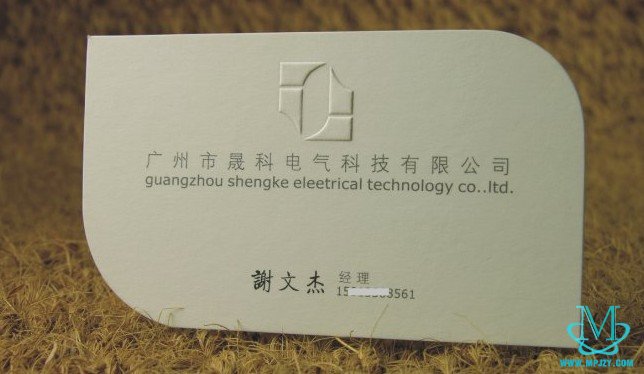 广州市晟科电气科技有限公司
guangzhou shengke eleetrical technology co..ltd.
謝文杰 经理
15 3561
M
WWW.MPJZY.COM